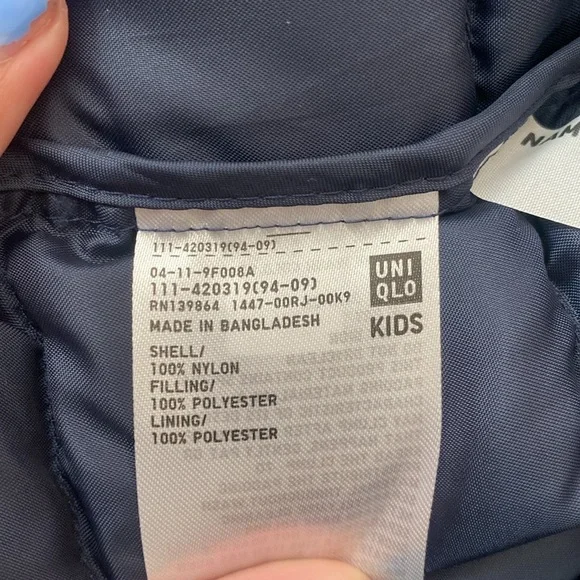 111-420319(94-09)
04-11-9F008A
111-420319(94-09)
RN139864 1447-00RJ-00K9
MADE IN BANGLADESH
SHELL/
100% NYLON
FILLING/
100% POLYESTER
LINING/
100% POLYESTER
UNI
QLO
KIDS
NAM